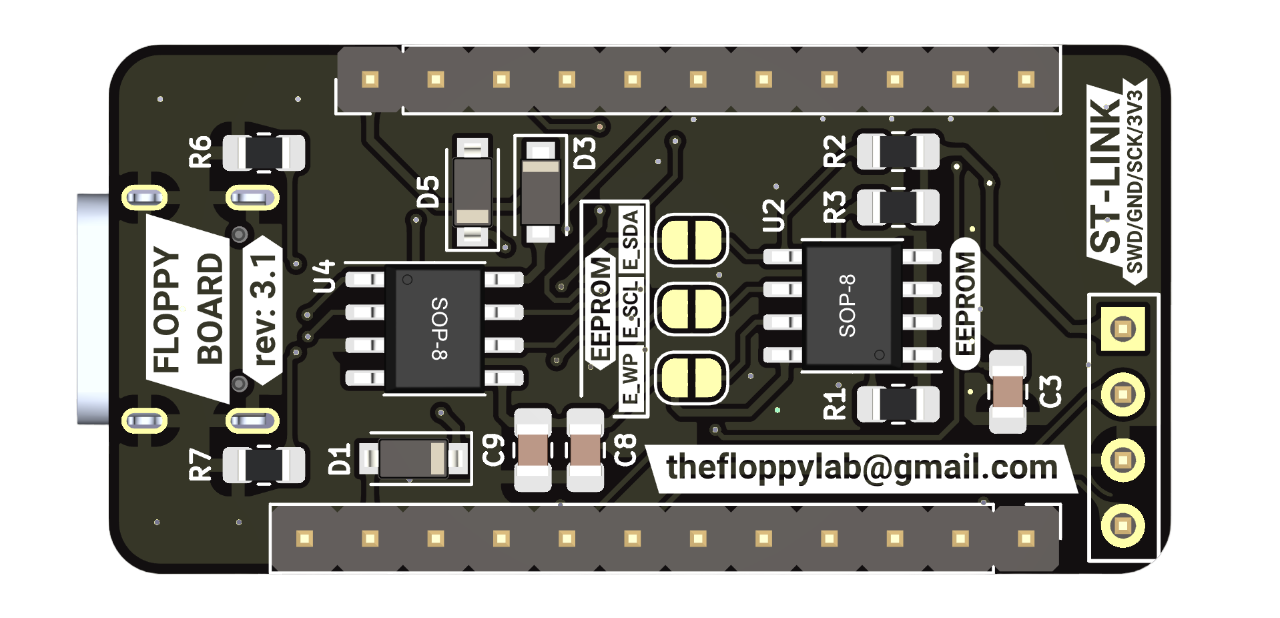 R6
FLOPPY
BOARD
rev: 3.1
R7
U4
SOP-8
D1
D5
D3
EEPROM
E_SDA
E_SCL
E_WP
C9
C8
U2
SOP-8
R2
R3
R1
EEPROM
C3
thefloppylab@gmail.com
ST-LINK
SWD/GND/SCK/3V3